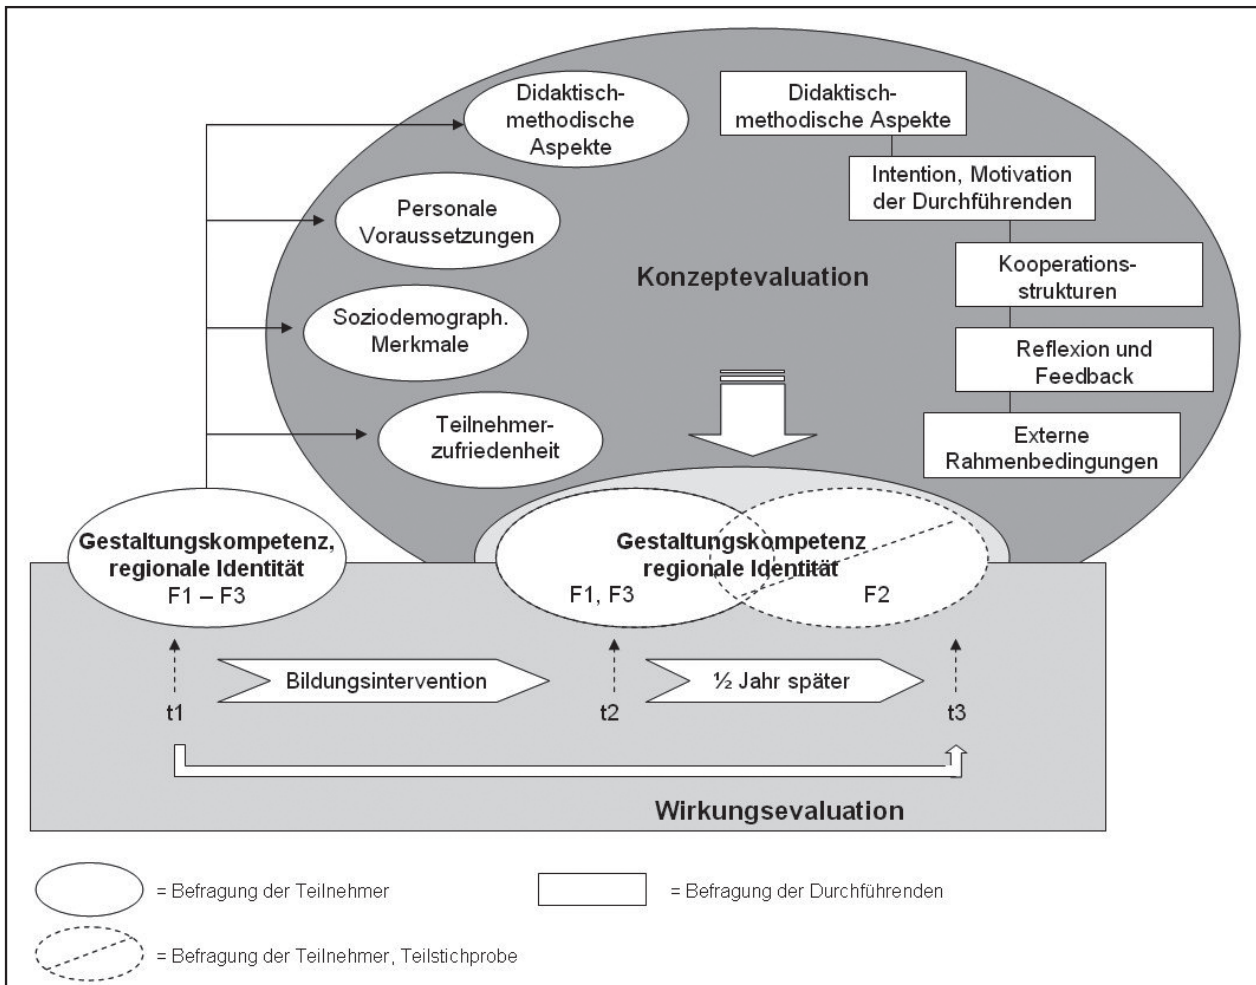 Didaktisch-
methodische
Aspekte
Didaktisch-
methodische Aspekte
Intention, Motivation
der Durchführenden
Personale
Voraussetzungen
Konzeptevaluation
Kooperations-
strukturen
Soziodemograph.
Merkmale
Reflexion und
Feedback
Teilnehmer-
zufriedenheit
Externe
Rahmenbedingungen
Gestaltungskompetenz,
regionale Identität
F1 – F3
Gestaltungskompetenz
regionale Identität
F1, F3
F2
Bildungsintervention
½ Jahr später
t1
t2
t3
Wirkungsevaluation
= Befragung der Teilnehmer
= Befragung der Durchführenden
= Befragung der Teilnehmer, Teilstichprobe